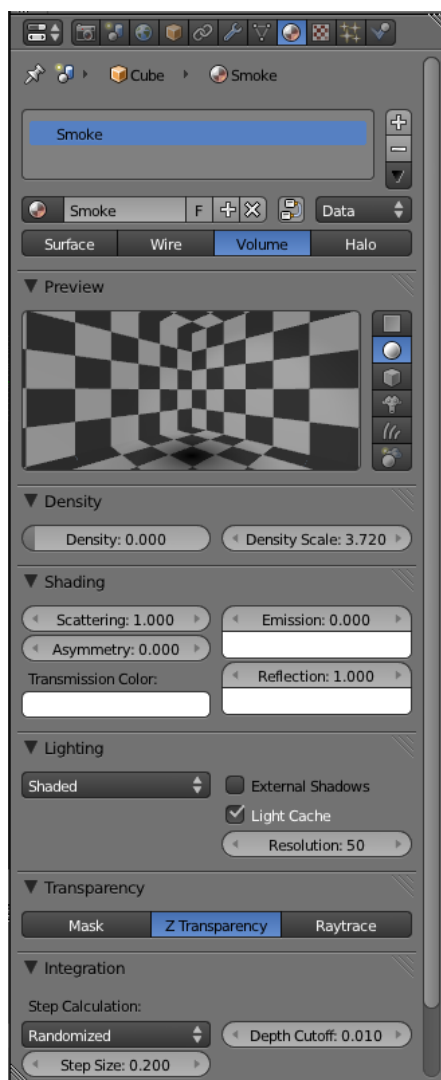 Cube Smoke
Smoke
Smoke F Data
Surface Wire Volume Halo
Preview
Density
Density: 0.000 Density Scale: 3.720
Shading
Scattering: 1.000 Emission: 0.000
Asymmetry: 0.000
Transmission Color: Reflection: 1.000
Lighting
Shaded External Shadows
Light Cache
Resolution: 50
Transparency
Mask Z Transparency Raytrace
Integration
Step Calculation:
Randomized Depth Cutoff: 0.010
Step Size: 0.200